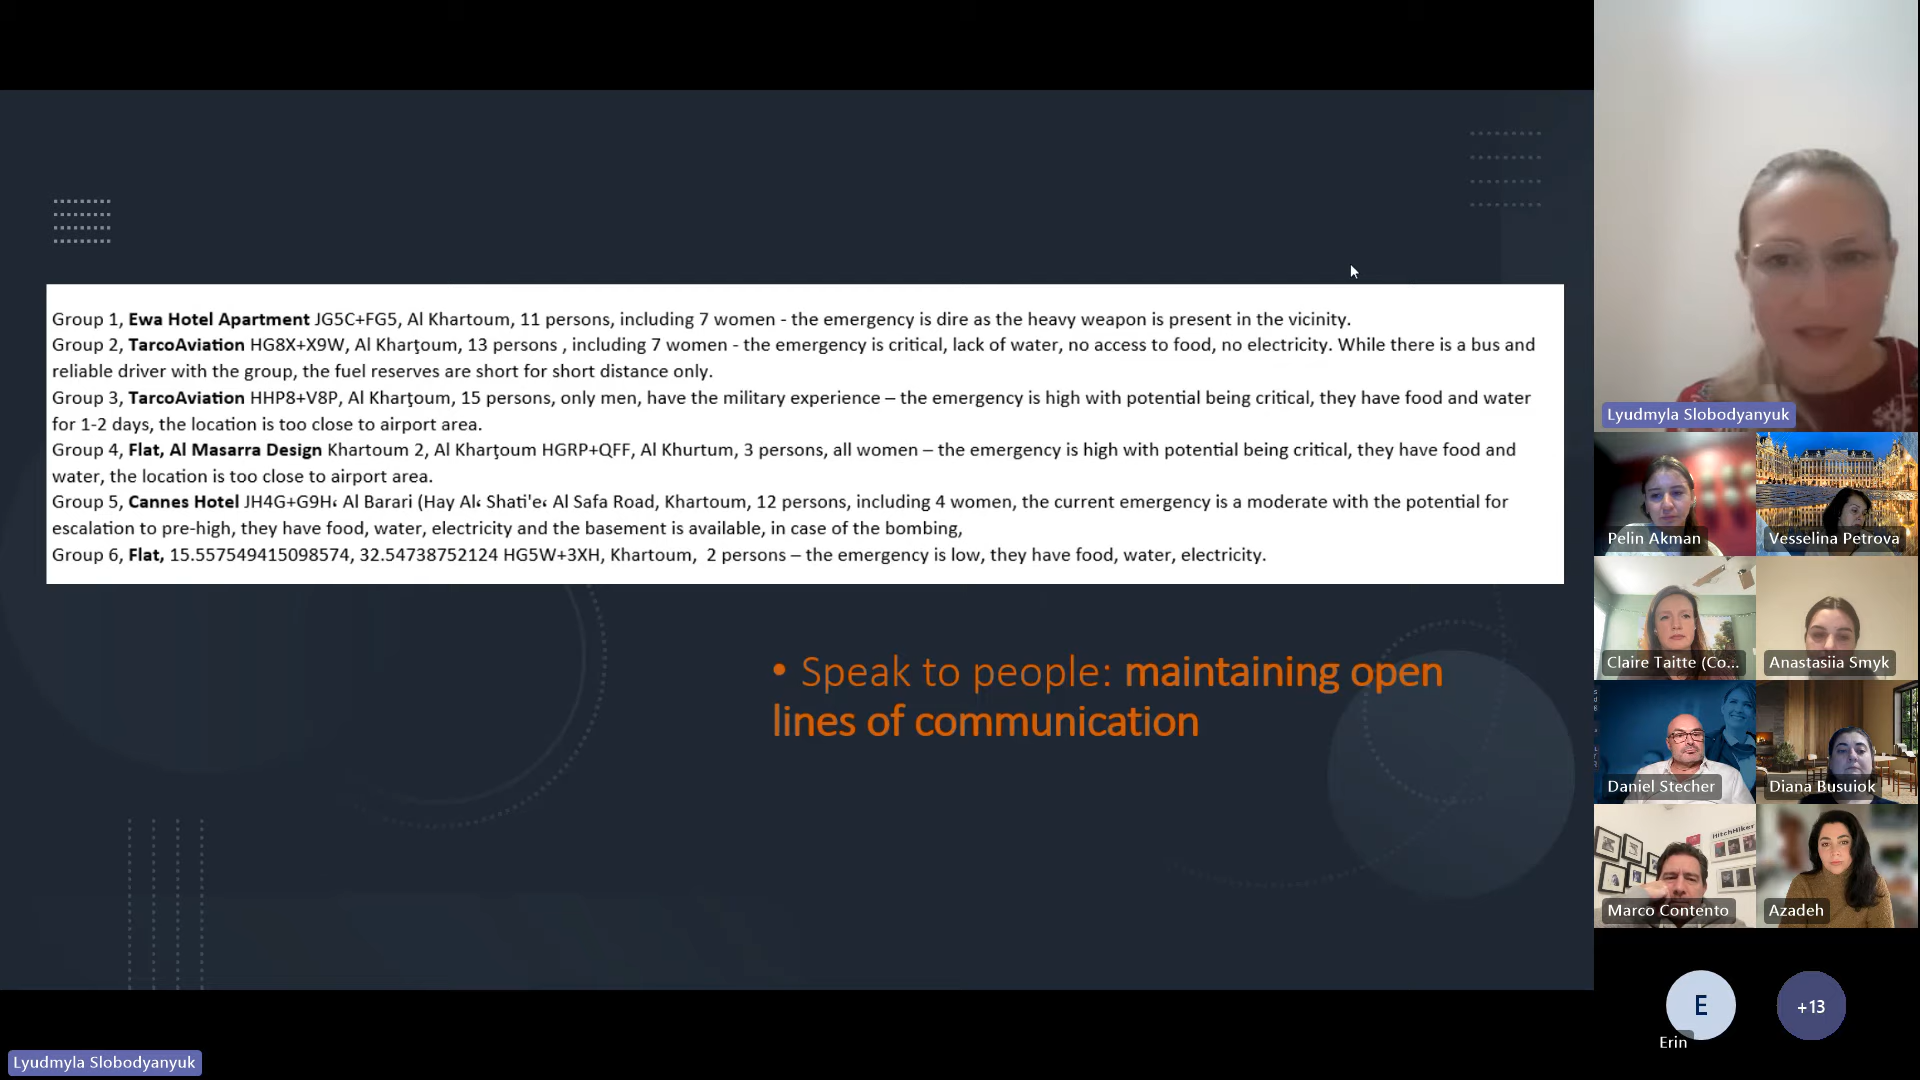 Group 1, Ewa Hotel Apartment JG5C+FG5, Al Khartoum, 11 persons, including 7 women - the emergency is dire as the heavy weapon is present in the vicinity.
Group 2, TarcoAviation HG8X+X9W, Al Kharţoum, 13 persons , including 7 women - the emergency is critical, lack of water, no access to food, no electricity. While there is a bus and
reliable driver with the group, the fuel reserves are short for short distance only.
Group 3, TarcoAviation HHP8+V8P, Al Kharţoum, 15 persons, only men, have the military experience – the emergency is high with potential being critical, they have food and water
for 1-2 days, the location is too close to airport area.
Group 4, Flat, Al Masarra Design Khartoum 2, Al Kharţoum HGRP+QFF, Al Khurtum, 3 persons, all women – the emergency is high with potential being critical, they have food and
water, the location is too close to airport area.
Group 5, Cannes Hotel JH4G+G9H، Al Barari (Hay Al، Shati'e، Al Safa Road, Khartoum, 12 persons, including 4 women, the current emergency is a moderate with the potential for
escalation to pre-high, they have food, water, electricity and the basement is available, in case of the bombing,
Group 6, Flat, 15.557549415098574, 32.54738752124 HG5W+3XH, Khartoum, 2 persons – the emergency is low, they have food, water, electricity.
• Speak to people: maintaining open
lines of communication
Lyudmyla Slobodyanyuk
Pelin Akman
Vesselina Petrova
Claire Taitte (Co...
Anastasiia Smyk
Daniel Stecher
Diana Busuiok
HitchHiker
Marco Contento
Azadeh
E
+13
Erin
Lyudmyla Slobodyanyuk